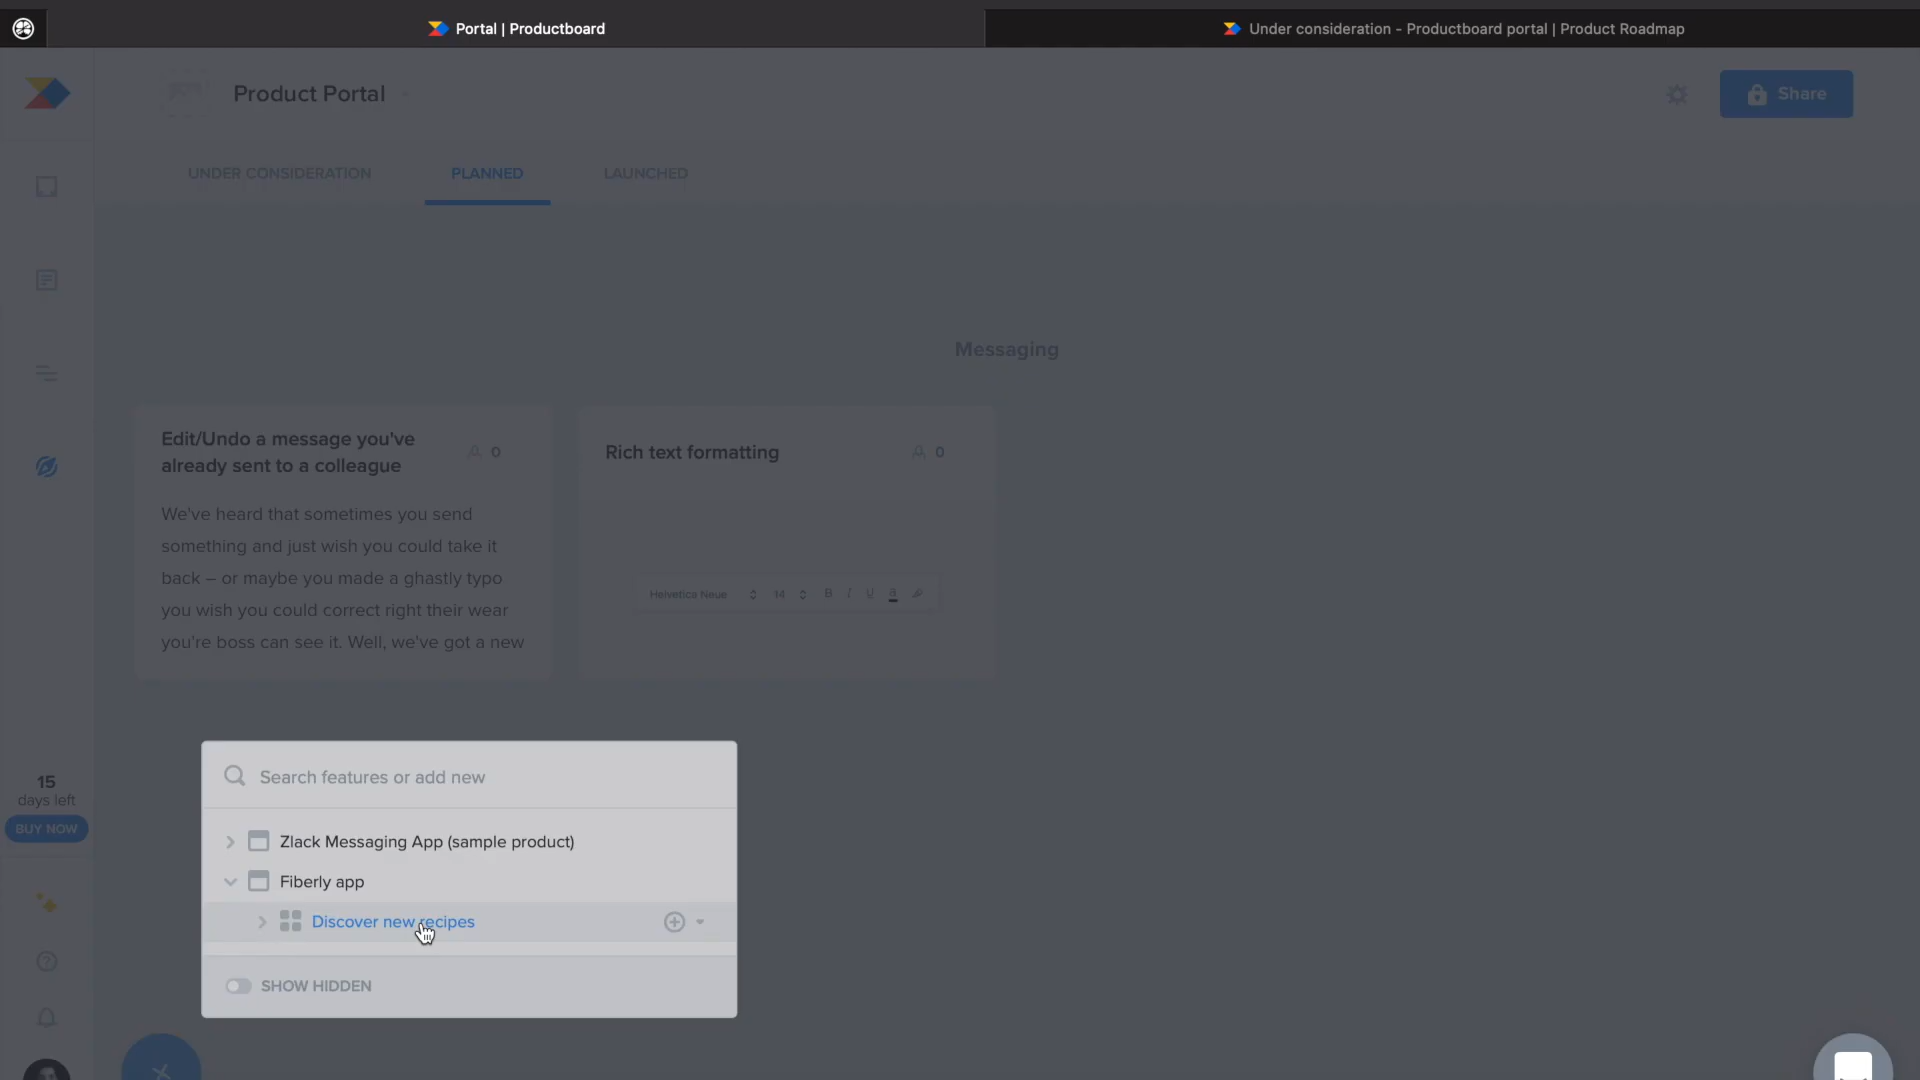 Portal | Productboard
Under consideration - Productboard portal | Product Roadmap
Product Portal
Share
UNDER CONSIDERATION
PLANNED
LAUNCHED
Messaging
Edit/Undo a message you've
already sent to a colleague
0
We've heard that sometimes you send
something and just wish you could take it
back – or maybe you made a ghastly typo
you wish you could correct right their wear
you're boss can see it. Well, we've got a new
Rich text formatting
0
Helvetica Neue 14 B I U a
15
days left
BUY NOW
Search features or add new
Zlack Messaging App (sample product)
Fiberly app
Discover new recipes
SHOW HIDDEN